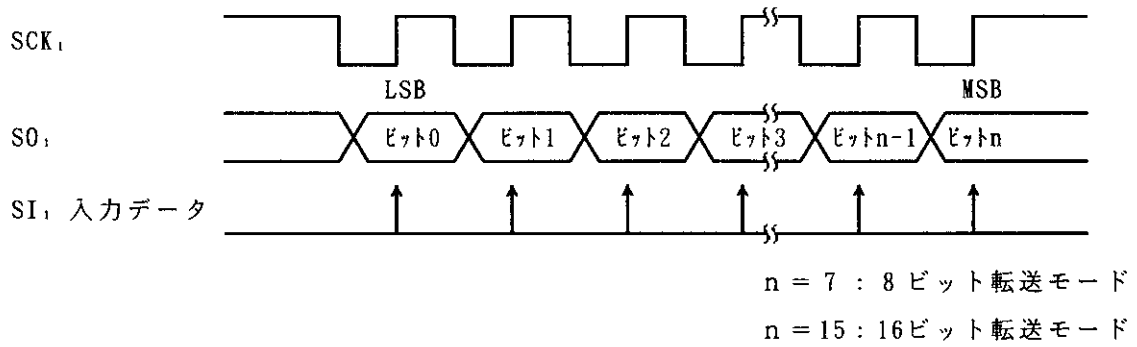 SCK₁
LSB MSB
SO₁ ビット0 ビット1 ビット2 ビット3 ビットn-1 ビットn
SI₁ 入力データ
n = 7 : 8 ビット転送モード
n = 15 : 16ビット転送モード